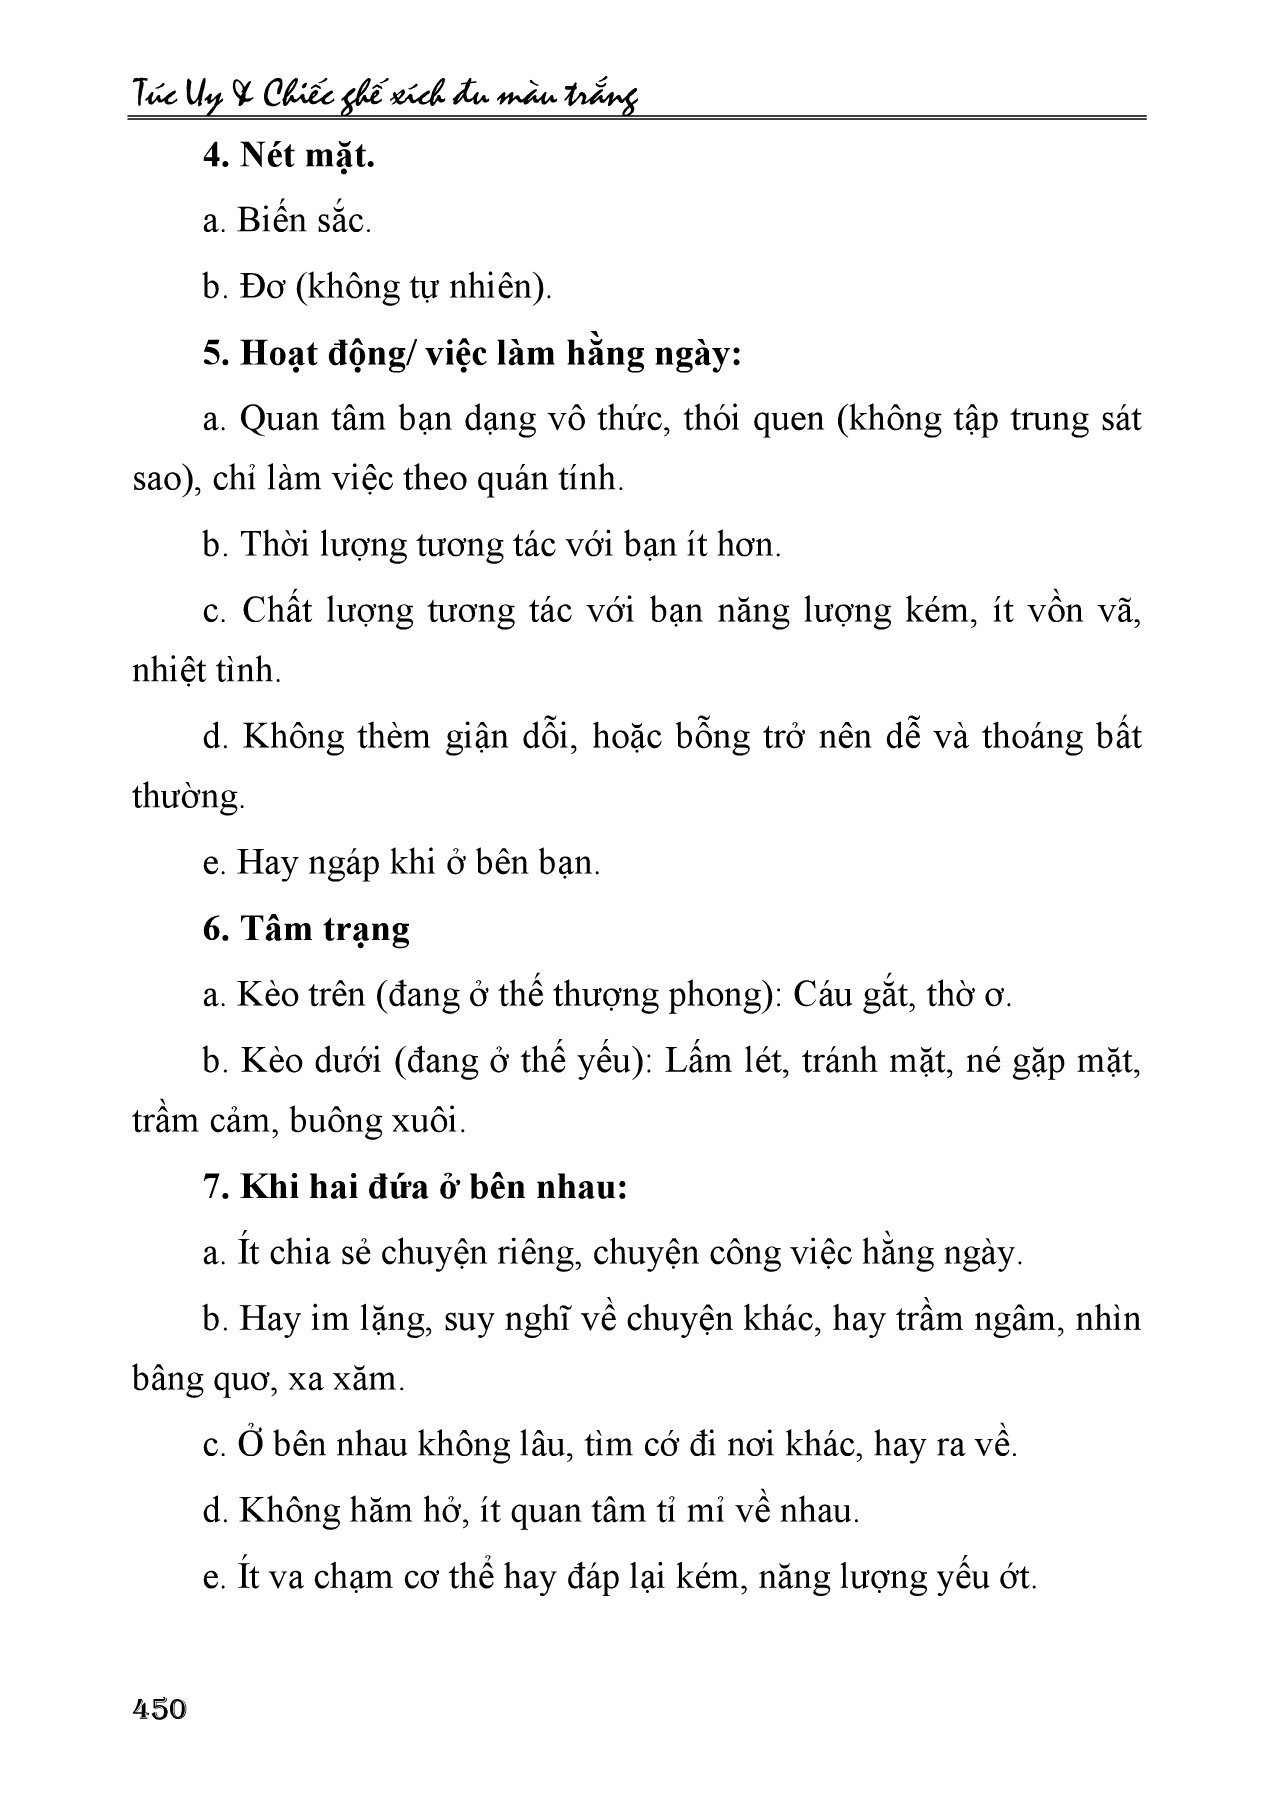 Túc Uy & Chiếc ghế xích đu màu trắng
4. Nét mặt.
a. Biến sắc.
b. Đơ (không tự nhiên).
5. Hoạt động/ việc làm hằng ngày:
a. Quan tâm bạn dạng vô thức, thói quen (không tập trung sát
sao), chỉ làm việc theo quán tính.
b. Thời lượng tương tác với bạn ít hơn.
c. Chất lượng tương tác với bạn năng lượng kém, ít vồn vã,
nhiệt tình.
d. Không thèm giận dỗi, hoặc bỗng trở nên dễ và thoáng bất
thường.
e. Hay ngáp khi ở bên bạn.
6. Tâm trạng
a. Kèo trên (đang ở thế thượng phong): Cáu gắt, thờ ơ.
b. Kèo dưới (đang ở thế yếu): Lấm lét, tránh mặt, né gặp mặt,
trầm cảm, buông xuôi.
7. Khi hai đứa ở bên nhau:
a. Ít chia sẻ chuyện riêng, chuyện công việc hằng ngày.
b. Hay im lặng, suy nghĩ về chuyện khác, hay trầm ngâm, nhìn
bâng quơ, xa xăm.
c. Ở bên nhau không lâu, tìm cớ đi nơi khác, hay ra về.
d. Không hăm hở, ít quan tâm tỉ mỉ về nhau.
e. Ít va chạm cơ thể hay đáp lại kém, năng lượng yếu ớt.
450